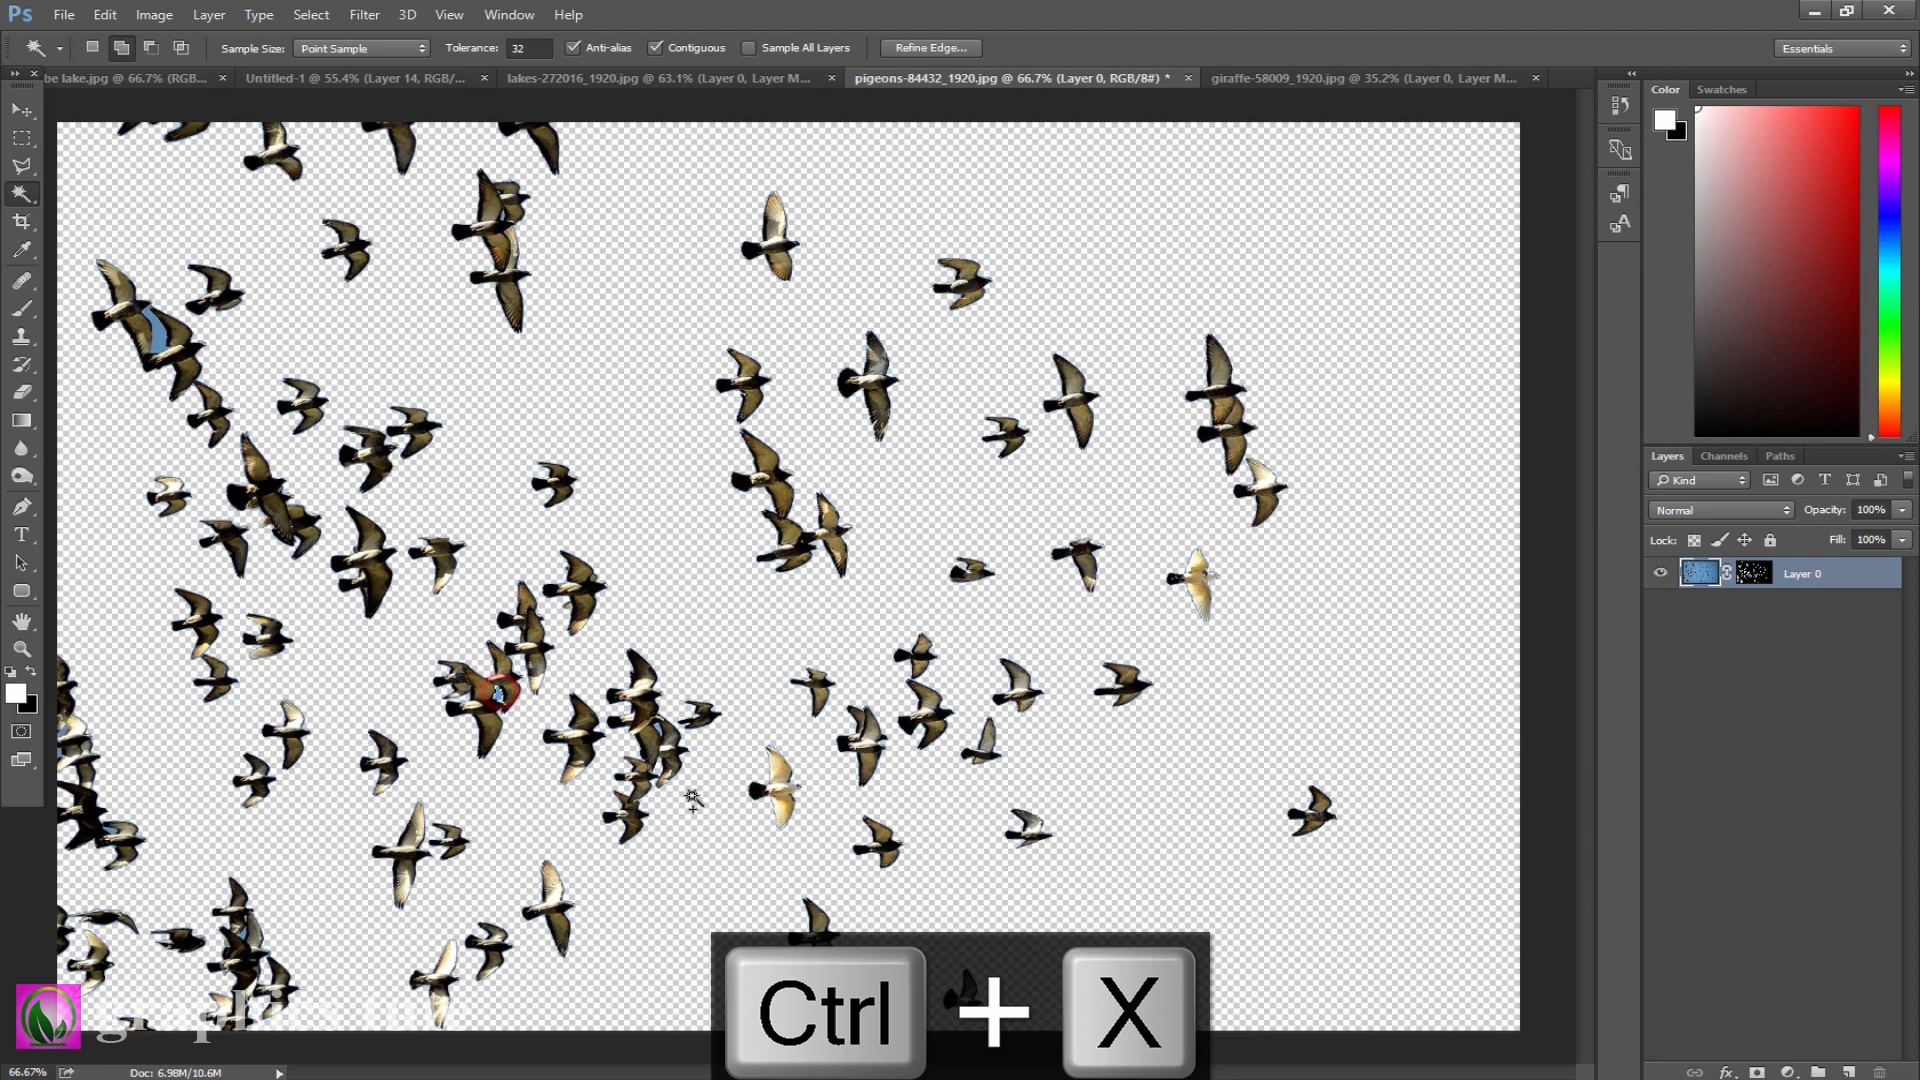 Ps File Edit Image Layer Type Select Filter 3D View Window Help
Sample Size: Point Sample Tolerance: 32 Anti-alias Contiguous Sample All Layers Refine Edge... Essentials
be lake.jpg @ 66.7% (RGB... Untitled-1 @ 55.4% (Layer 14, RGB/... lakes-272016_1920.jpg @ 63.1% (Layer 0, Layer M... pigeons-84432_1920.jpg @ 66.7% (Layer 0, RGB/8#) * giraffe-58009_1920.jpg @ 35.2% (Layer 0, Layer M...
Color Swatches
Layers Channels Paths
Kind
Normal Opacity: 100%
Lock: Fill: 100%
Layer 0
Ctrl + X
66.67% Doc: 6.98M/10.6M